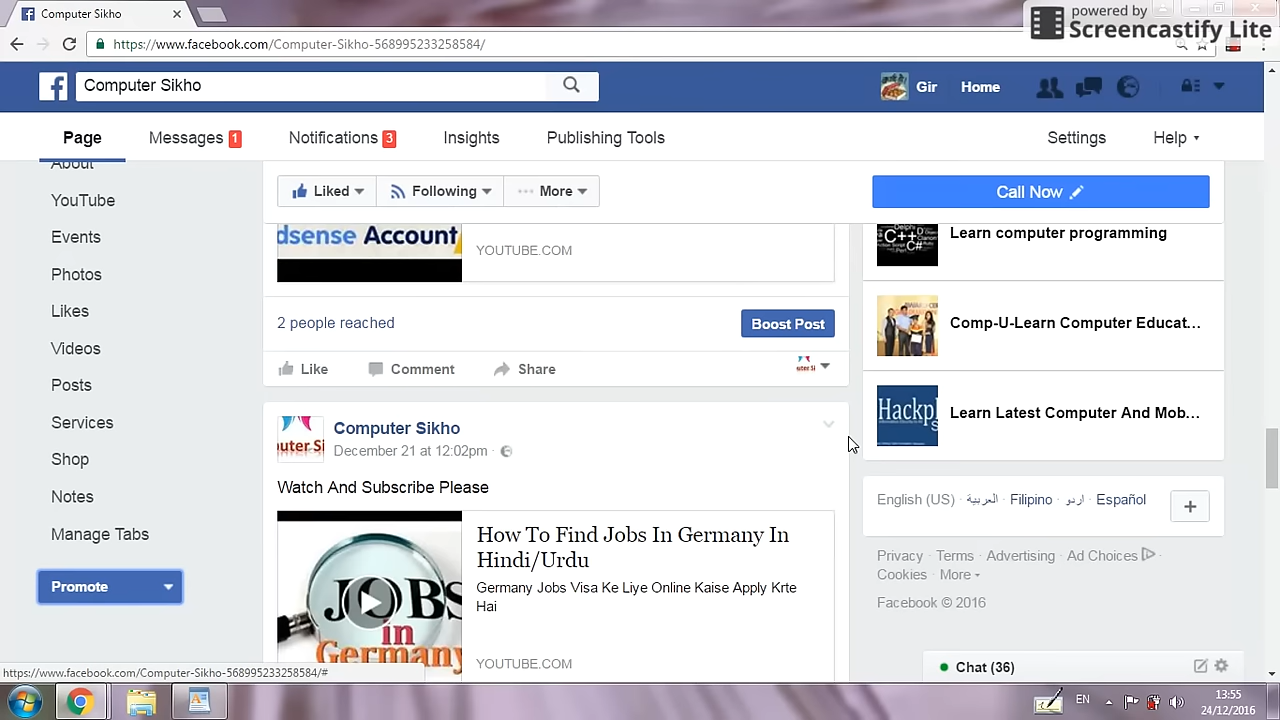 Computer Sikho
powered by
Screencastify Lite
https://www.facebook.com/Computer-Sikho-568995233258584/
Computer Sikho
Gir Home
Page Messages 1 Notifications 3 Insights Publishing Tools Settings Help
About
YouTube
Events
Photos
Likes
Videos
Posts
Services
Shop
Notes
Manage Tabs
Promote
Liked Following More Call Now
dsense Account
YOUTUBE.COM
2 people reached
Boost Post
Like Comment Share
uter Si
Computer Sikho
December 21 at 12:02pm
Watch And Subscribe Please
JOBS
in
Germany
How To Find Jobs In Germany In
Hindi/Urdu
Germany Jobs Visa Ke Liye Online Kaise Apply Krte
Hai
YOUTUBE.COM
Delphi
C++
C#
Learn computer programming
Comp-U-Learn Computer Educat...
Hackpl
Learn Latest Computer And Mob...
English (US) · العربية · Filipino · اردو · Español
Privacy · Terms · Advertising · Ad Choices ·
Cookies · More
Facebook © 2016
Chat (36)
https://www.facebook.com/Computer-Sikho-568995233258584/#
EN
13:55
24/12/2016